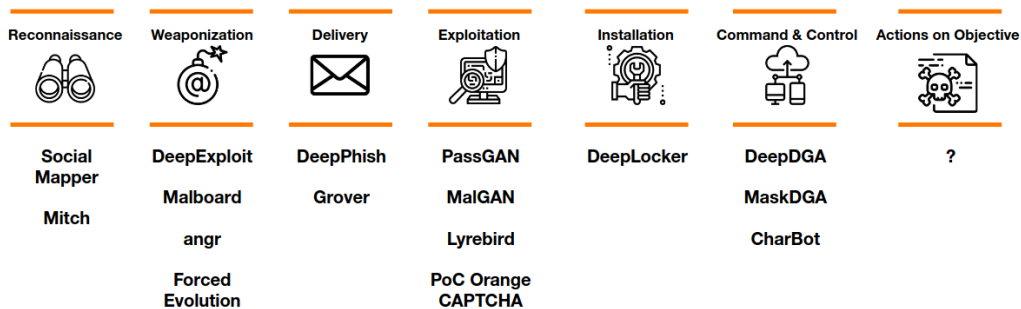 Reconnaissance
Weaponization
Delivery
Exploitation
Installation
Command & Control
Actions on Objective
@
Social
Mapper
Mitch
DeepExploit
Malboard
angr
Forced
Evolution
DeepPhish
Grover
PassGAN
MalGAN
Lyrebird
PoC Orange
CAPTCHA
DeepLocker
DeepDGA
MaskDGA
CharBot
?